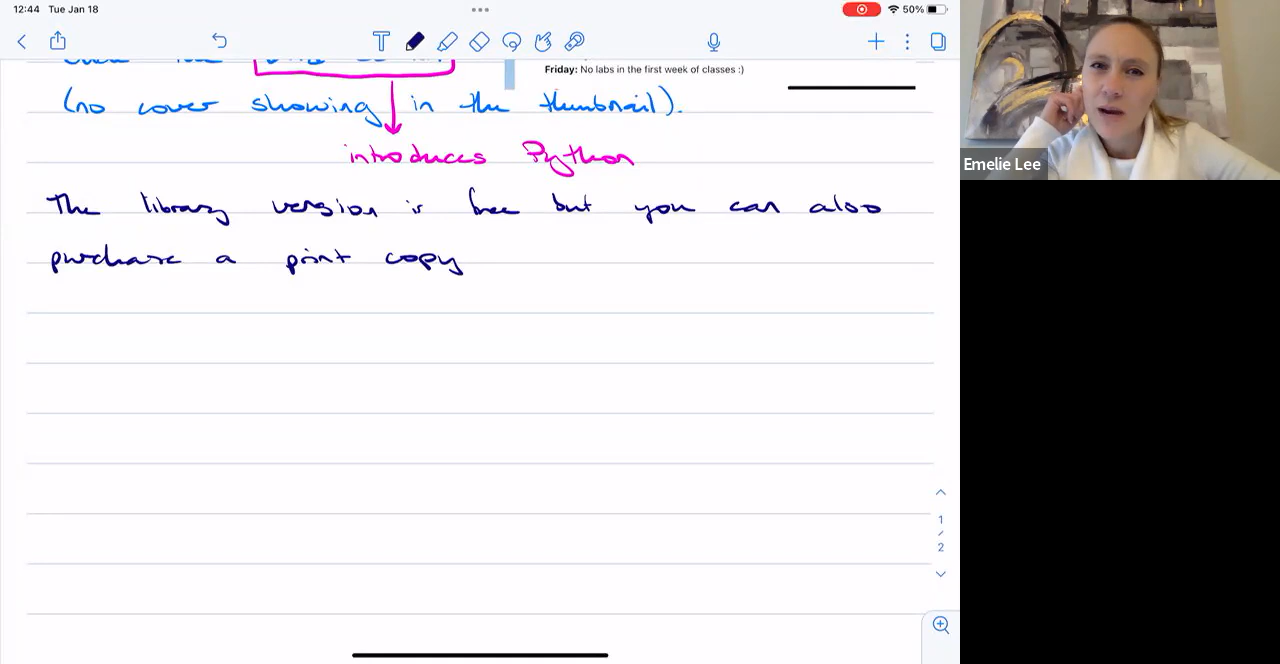 12:44 Tue Jan 18
50%
Friday: No labs in the first week of classes :)
(no cover showing in the thumbnail).
introduces Python
The library version is free but you can also
purchase a print copy
Emelie Lee
1
/
2